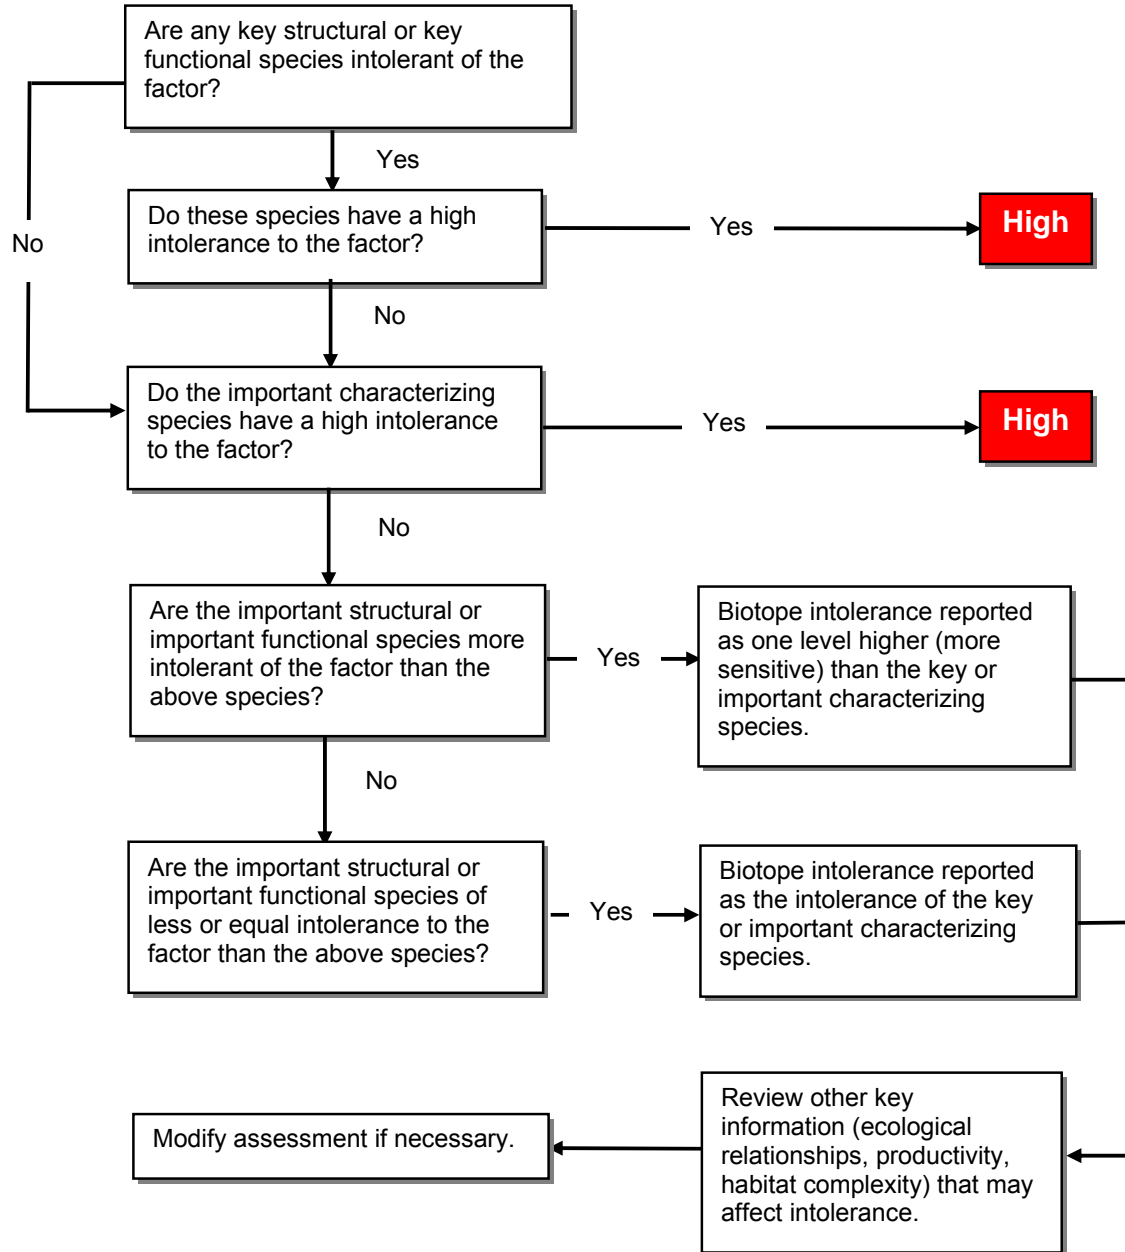 Are any key structural or key
functional species intolerant of the
factor?
Yes
Do these species have a high
intolerance to the factor?
Yes
High
No
No
Do the important characterizing
species have a high intolerance
to the factor?
Yes
High
No
Are the important structural or
important functional species more
intolerant of the factor than the
above species?
Yes
Biotope intolerance reported
as one level higher (more
sensitive) than the key or
important characterizing
species.
No
Are the important structural or
important functional species of
less or equal intolerance to the
factor than the above species?
Yes
Biotope intolerance reported
as the intolerance of the key
or important characterizing
species.
Review other key
information (ecological
relationships, productivity,
habitat complexity) that may
affect intolerance.
Modify assessment if necessary.